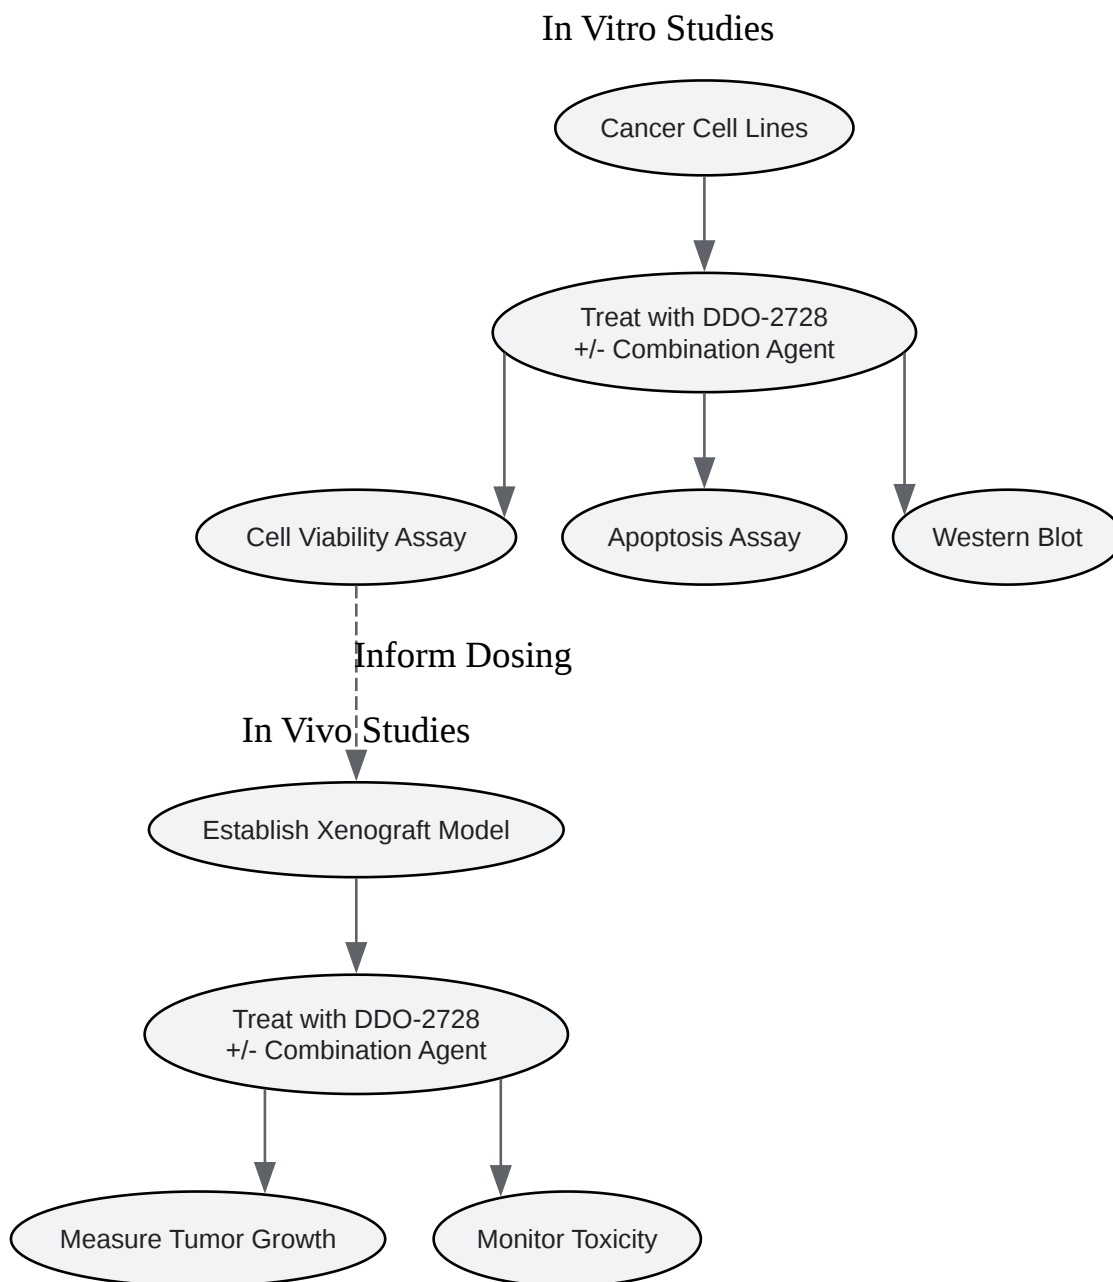 In Vitro Studies
Cancer Cell Lines
Treat with DDO-2728
+/- Combination Agent
Cell Viability Assay
Apoptosis Assay
Western Blot
Inform Dosing
In Vivo Studies
Establish Xenograft Model
Treat with DDO-2728
+/- Combination Agent
Measure Tumor Growth
Monitor Toxicity